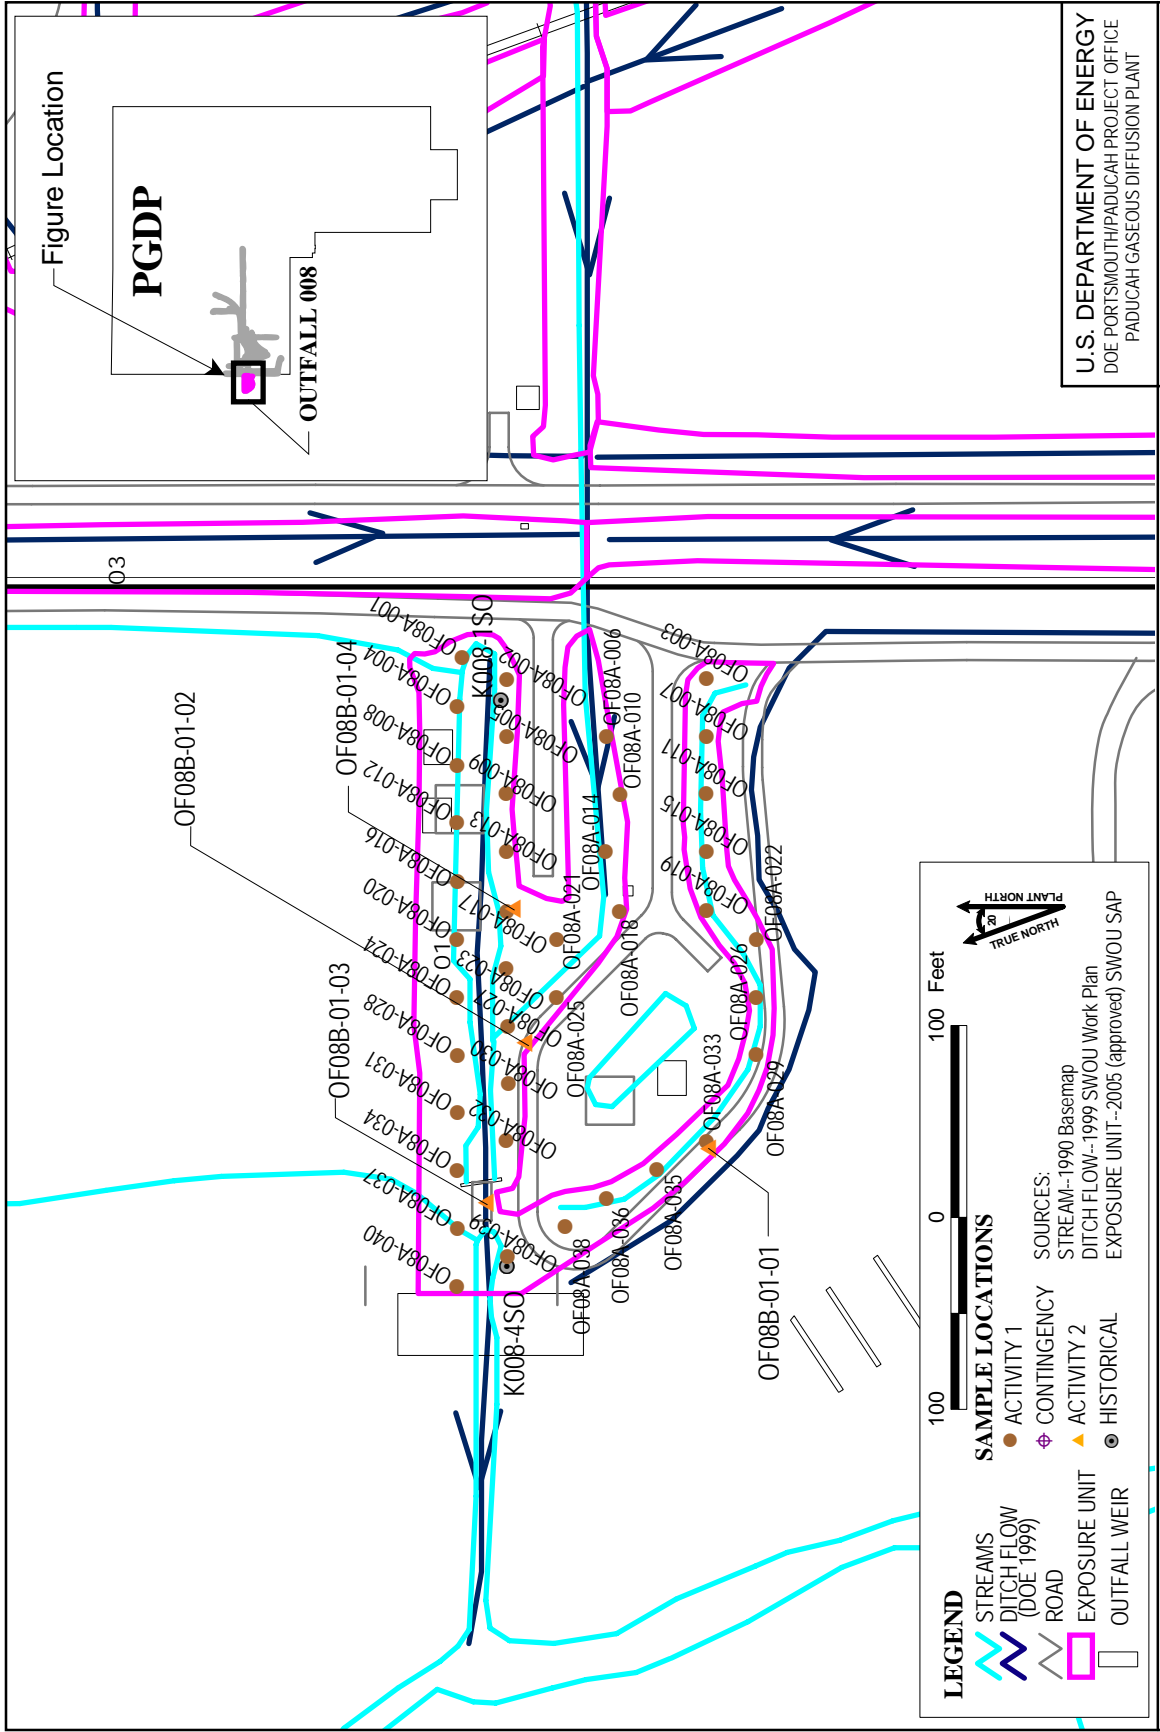 Figure Location
PGDP
OUTFALL 008
U.S. DEPARTMENT OF ENERGY
DOE PORTSMOUTH/PADUCAH PROJECT OFFICE
PADUCAH GASEOUS DIFFUSION PLANT
03
01
OF08B-01-03
OF08B-01-02
OF08B-01-04
OF08B-01-01
K008-1SO
K008-4SO
OF08A-001
OF08A-002
OF08A-003
OF08A-004
OF08A-005
OF08A-006
OF08A-007
OF08A-008
OF08A-009
OF08A-010
OF08A-011
OF08A-012
OF08A-013
OF08A-014
OF08A-015
OF08A-016
OF08A-017
OF08A-018
OF08A-019
OF08A-020
OF08A-021
OF08A-022
OF08A-023
OF08A-024
OF08A-025
OF08A-026
OF08A-027
OF08A-028
OF08A-029
OF08A-030
OF08A-031
OF08A-032
OF08A-033
OF08A-034
OF08A-035
OF08A-036
OF08A-037
OF08A-038
OF08A-039
OF08A-040
100 0 100 Feet
LEGEND
STREAMS
DITCH FLOW
(DOE 1999)
ROAD
EXPOSURE UNIT
OUTFALL WEIR
SAMPLE LOCATIONS
ACTIVITY 1
CONTINGENCY
ACTIVITY 2
HISTORICAL
SOURCES:
STREAM--1990 Basemap
DITCH FLOW--1999 SWOU Work Plan
EXPOSURE UNIT--2005 (approved) SWOU SAP
PLANT NORTH
20
TRUE NORTH